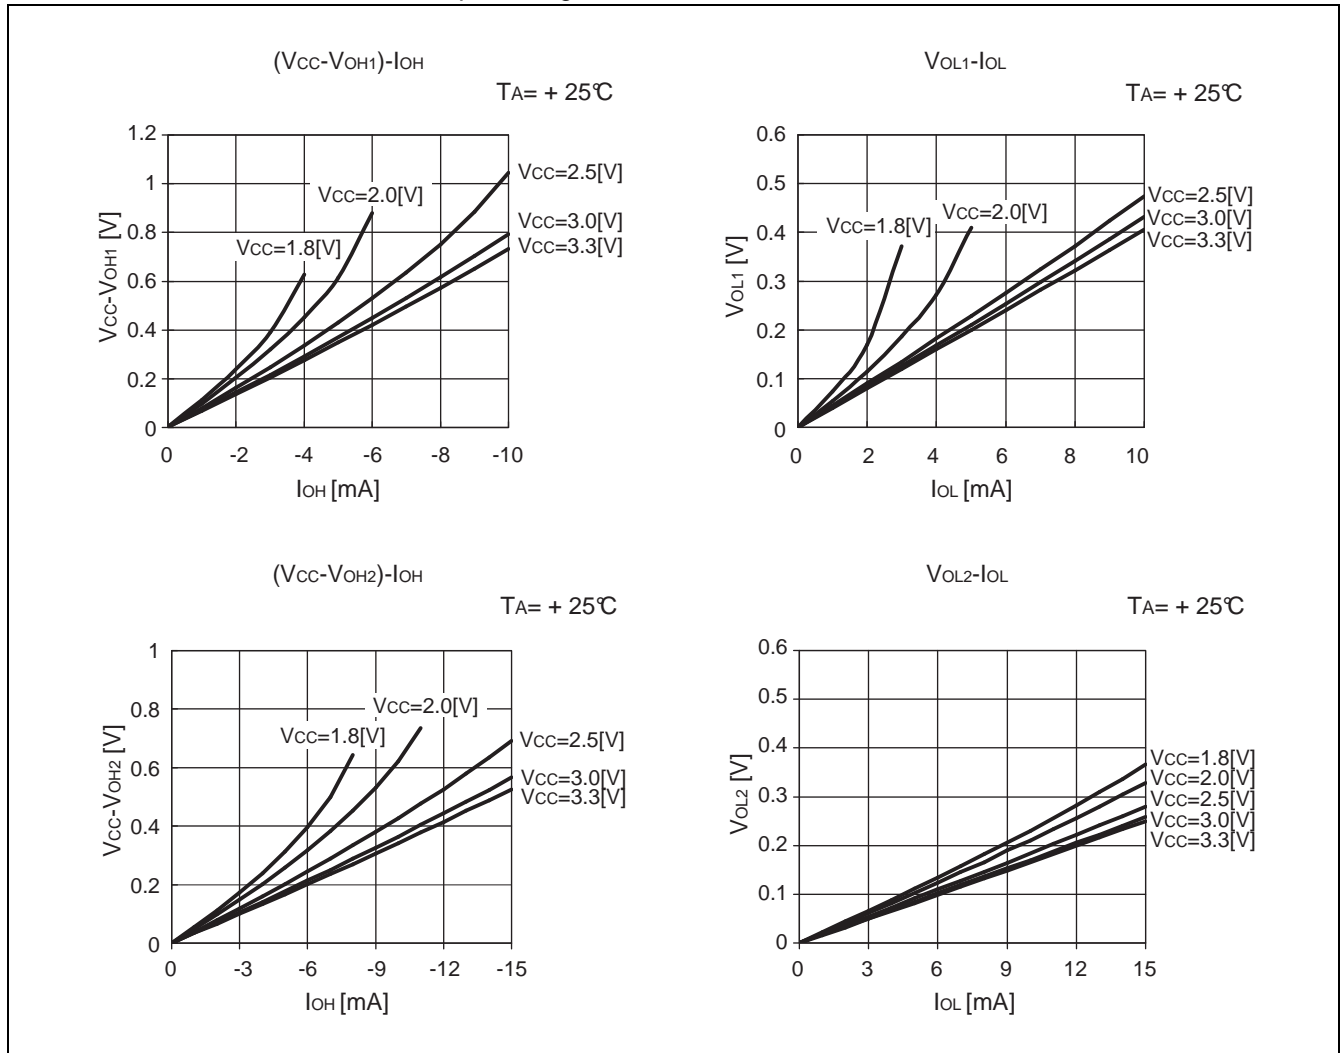 (VCC-VOH1)-IOH
TA= + 25℃
VCC-VOH1 [V]
1.2
1
0.8
0.6
0.4
0.2
0
VCC=1.8[V]
VCC=2.0[V]
VCC=2.5[V]
VCC=3.0[V]
VCC=3.3[V]
0 -2 -4 -6 -8 -10
IOH [mA]
VOL1-IOL
TA= + 25℃
VOL1 [V]
0.6
0.5
0.4
0.3
0.2
0.1
0
VCC=1.8[V]
VCC=2.0[V]
VCC=2.5[V]
VCC=3.0[V]
VCC=3.3[V]
0 2 4 6 8 10
IOL [mA]
(VCC-VOH2)-IOH
TA= + 25℃
VCC-VOH2 [V]
1
0.8
0.6
0.4
0.2
0
VCC=1.8[V]
VCC=2.0[V]
VCC=2.5[V]
VCC=3.0[V]
VCC=3.3[V]
0 -3 -6 -9 -12 -15
IOH [mA]
VOL2-IOL
TA= + 25℃
VOL2 [V]
0.6
0.5
0.4
0.3
0.2
0.1
0
VCC=1.8[V]
VCC=2.0[V]
VCC=2.5[V]
VCC=3.0[V]
VCC=3.3[V]
0 3 6 9 12 15
IOL [mA]